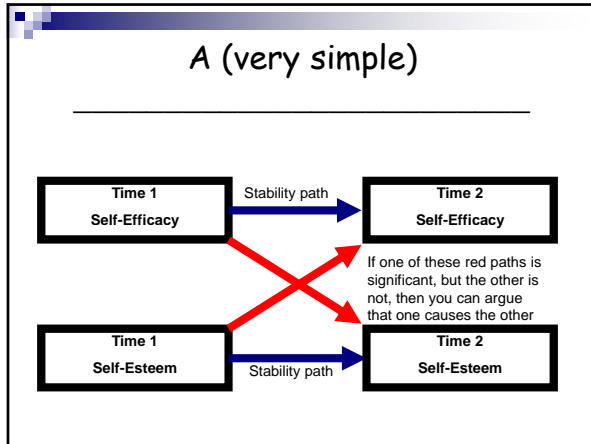 A (very simple)
Time 1
Self-Efficacy
Stability path
Time 2
Self-Efficacy
If one of these red paths is
significant, but the other is
not, then you can argue
that one causes the other
Time 1
Self-Esteem
Stability path
Time 2
Self-Esteem